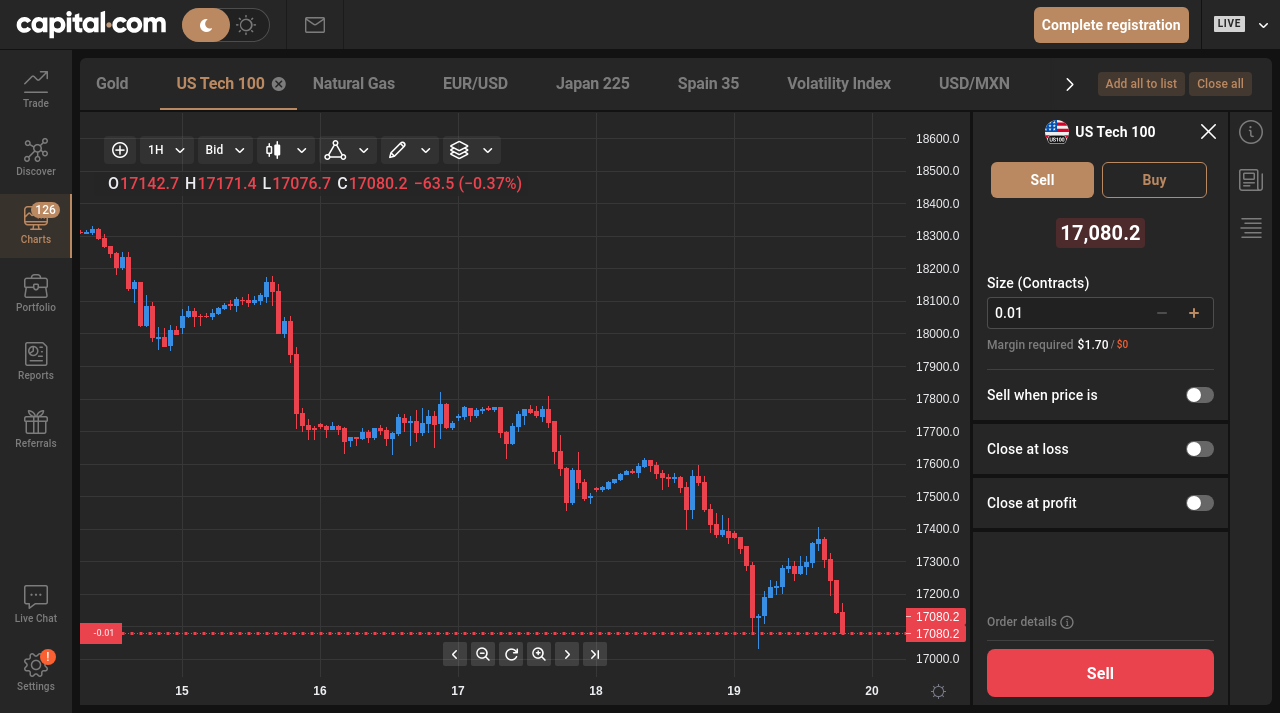 capital.com
Complete registration
LIVE
Trade
Discover
126
Charts
Portfolio
Reports
Referrals
Live Chat
!
Settings
Gold
US Tech 100
Natural Gas
EUR/USD
Japan 225
Spain 35
Volatility Index
USD/MXN
Add all to list
Close all
1H
Bid
O17142.7 H17171.4 L17076.7 C17080.2 −63.5 (−0.37%)
18600.0
18500.0
18400.0
18300.0
18200.0
18100.0
18000.0
17900.0
17800.0
17700.0
17600.0
17500.0
17400.0
17300.0
17200.0
17080.2
17080.2
17000.0
-0.01
15
16
17
18
19
20
US100
US Tech 100
Sell
Buy
17,080.2
Size (Contracts)
0.01
Margin required $1.70 / $0
Sell when price is
Close at loss
Close at profit
Order details
Sell